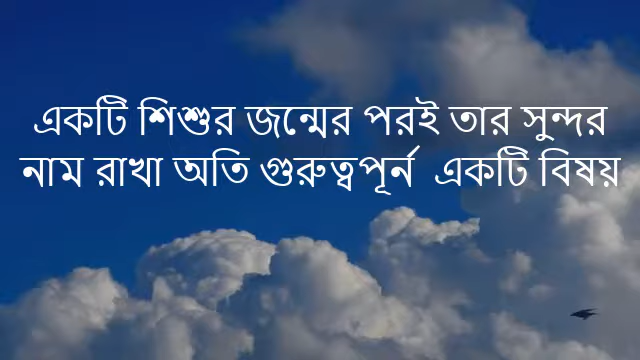 একটি শিশুর জন্মের পরই তার সুন্দর
নাম রাখা অতি গুরুত্বপূর্ন একটি বিষয়